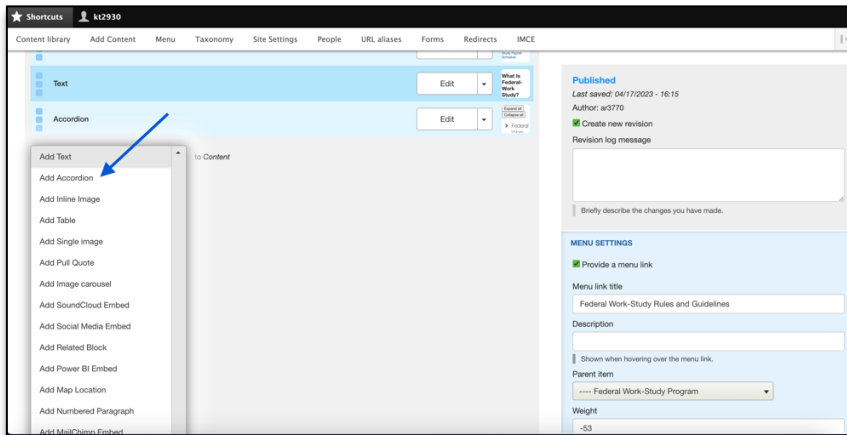 Shortcuts kt2930
Content library Add Content Menu Taxonomy Site Settings People URL aliases Forms Redirects IMCE
Text Edit What Is
Federal-
Work
Study?
Accordion Edit Expand all
Collapse all
Federal
Add Text to Content
Add Accordion
Add Inline Image
Add Table
Add Single image
Add Pull Quote
Add Image carousel
Add SoundCloud Embed
Add Social Media Embed
Add Related Block
Add Power BI Embed
Add Map Location
Add Numbered Paragraph
Add MailChimp Embed
Published
Last saved: 04/17/2023 - 16:15
Author: ar3770
Create new revision
Revision log message
Briefly describe the changes you have made.
MENU SETTINGS
Provide a menu link
Menu link title
Federal Work-Study Rules and Guidelines
Description
Shown when hovering over the menu link.
Parent item
---- Federal Work-Study Program
Weight
-53